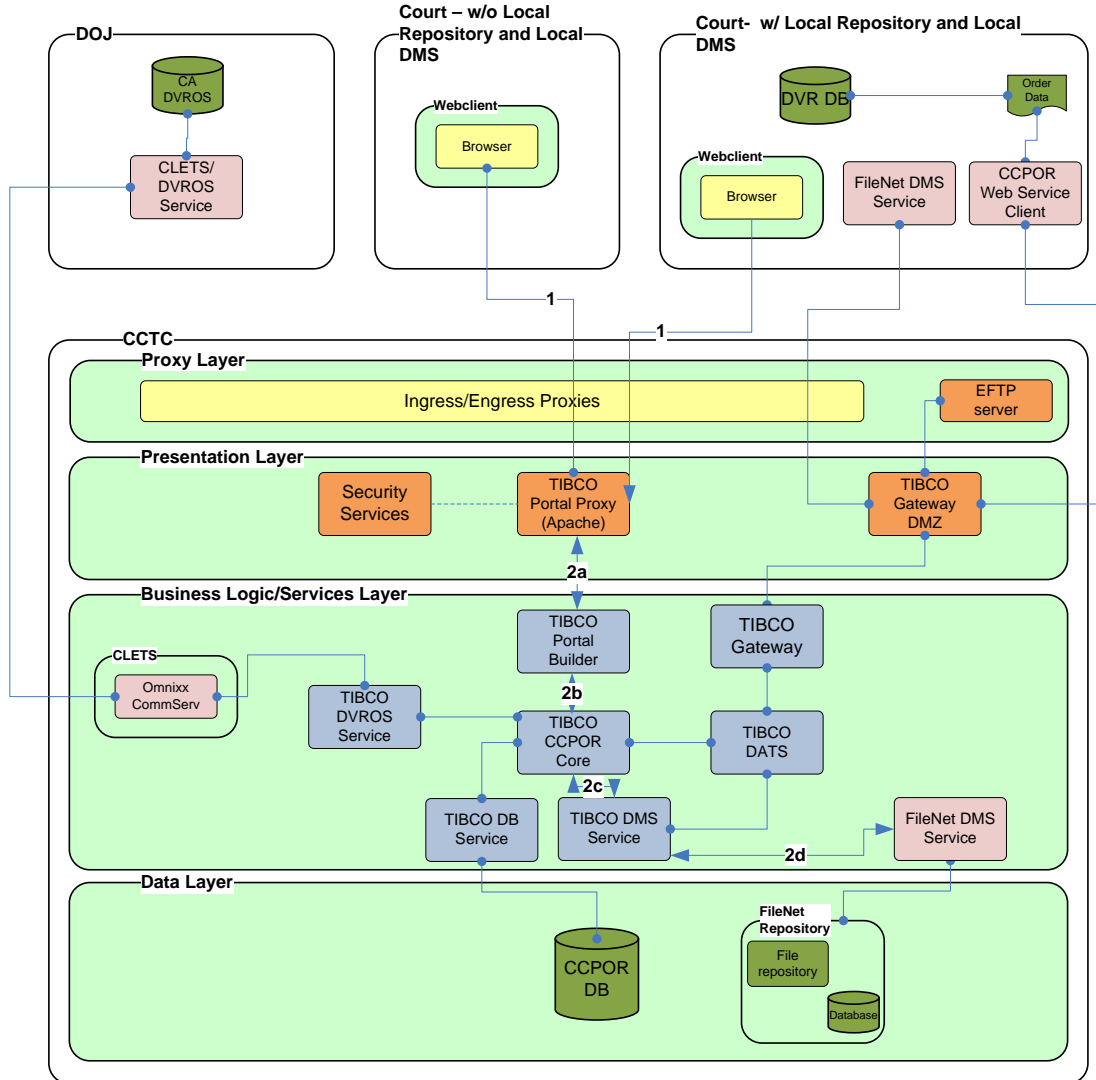 DOJ
CA
DVROS
CLETS/
DVROS
Service
Court – w/o Local
Repository and Local
DMS
Webclient
Browser
Court- w/ Local Repository and Local
DMS
DVR DB
Order
Data
Webclient
Browser
FileNet DMS
Service
CCPOR
Web Service
Client
1
1
CCTC
Proxy Layer
Ingress/Engress Proxies
EFTP
server
Presentation Layer
Security
Services
TIBCO
Portal Proxy
(Apache)
TIBCO
Gateway
DMZ
2a
Business Logic/Services Layer
TIBCO
Portal
Builder
TIBCO
Gateway
CLETS
Omnixx
CommServ
2b
TIBCO
DVROS
Service
TIBCO
CCPOR
Core
TIBCO
DATS
2c
TIBCO DB
Service
TIBCO DMS
Service
FileNet DMS
Service
2d
Data Layer
CCPOR
DB
FileNet
Repository
File
repository
Database